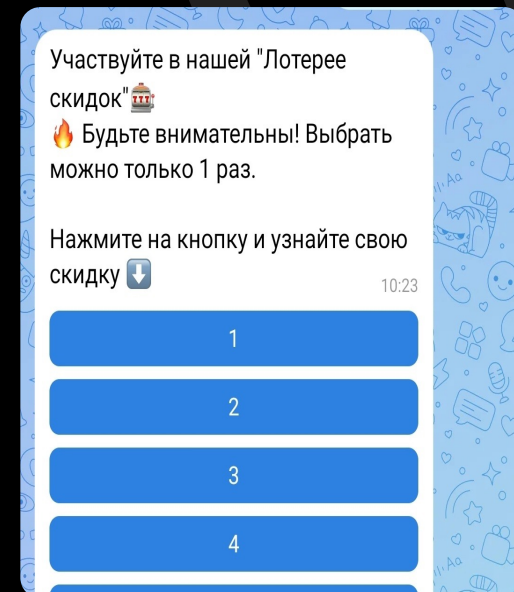 Участвуйте в нашей "Лотерее
скидок"🎰
🔥 Будьте внимательны! Выбрать
можно только 1 раз.
Нажмите на кнопку и узнайте свою
скидку ⬇️
10:23
1
2
3
4